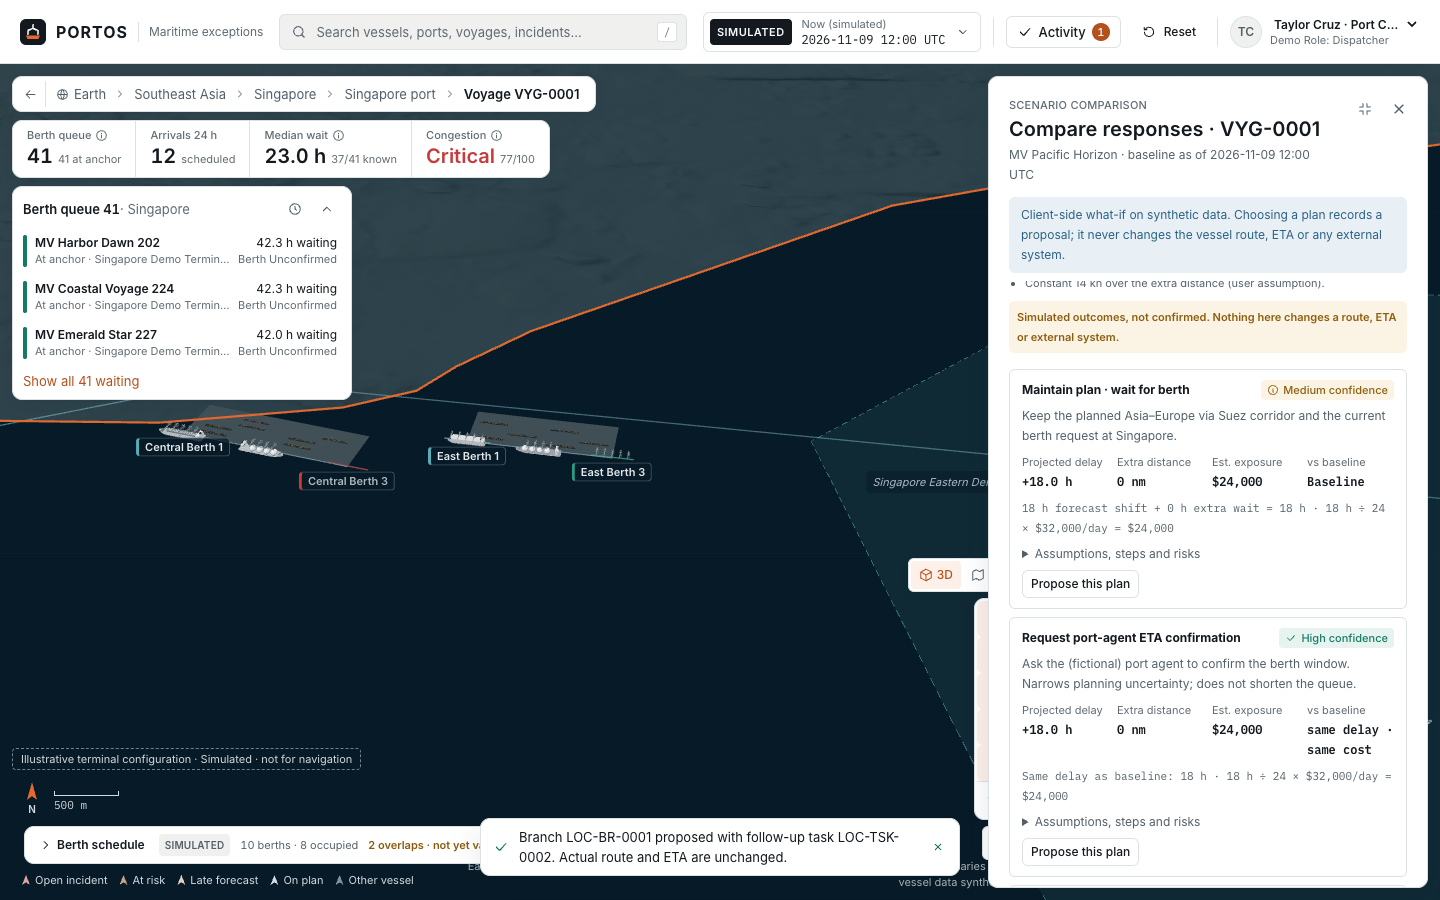 PORTOS
Maritime exceptions
Search vessels, ports, voyages, incidents...
/
SIMULATED
Now (simulated)
2026-11-09 12:00 UTC
Activity
1
Reset
TC
Taylor Cruz · Port C...
Demo Role: Dispatcher
Earth
Southeast Asia
Singapore
Singapore port
Voyage VYG-0001
Berth queue
41 41 at anchor
Arrivals 24 h
12 scheduled
Median wait
23.0 h 37/41 known
Congestion
Critical 77/100
Berth queue 41 · Singapore
MV Harbor Dawn 202
42.3 h waiting
At anchor · Singapore Demo Termin...
Berth Unconfirmed
MV Coastal Voyage 224
42.3 h waiting
At anchor · Singapore Demo Termin...
Berth Unconfirmed
MV Emerald Star 227
42.0 h waiting
At anchor · Singapore Demo Termin...
Berth Unconfirmed
Show all 41 waiting
Central Berth 1
Central Berth 3
East Berth 1
East Berth 3
Singapore Eastern De
3D
Illustrative terminal configuration · Simulated · not for navigation
N
500 m
Berth schedule
SIMULATED
10 berths · 8 occupied
2 overlaps · not yet va
Open incident
At risk
Late forecast
On plan
Other vessel
Branch LOC-BR-0001 proposed with follow-up task LOC-TSK-
0002. Actual route and ETA are unchanged.
vessel data synth
SCENARIO COMPARISON
Compare responses · VYG-0001
MV Pacific Horizon · baseline as of 2026-11-09 12:00
UTC
Client-side what-if on synthetic data. Choosing a plan records a
proposal; it never changes the vessel route, ETA or any external
system.
Constant 14 kn over the extra distance (user assumption).
Simulated outcomes, not confirmed. Nothing here changes a route, ETA
or external system.
Maintain plan · wait for berth
Medium confidence
Keep the planned Asia–Europe via Suez corridor and the current
berth request at Singapore.
Projected delay
Extra distance
Est. exposure
vs baseline
+18.0 h
0 nm
$24,000
Baseline
18 h forecast shift + 0 h extra wait = 18 h · 18 h ÷ 24
× $32,000/day = $24,000
Assumptions, steps and risks
Propose this plan
Request port-agent ETA confirmation
High confidence
Ask the (fictional) port agent to confirm the berth window.
Narrows planning uncertainty; does not shorten the queue.
Projected delay
Extra distance
Est. exposure
vs baseline
+18.0 h
0 nm
$24,000
same delay ·
same cost
Same delay as baseline: 18 h · 18 h ÷ 24 × $32,000/day =
$24,000
Assumptions, steps and risks
Propose this plan